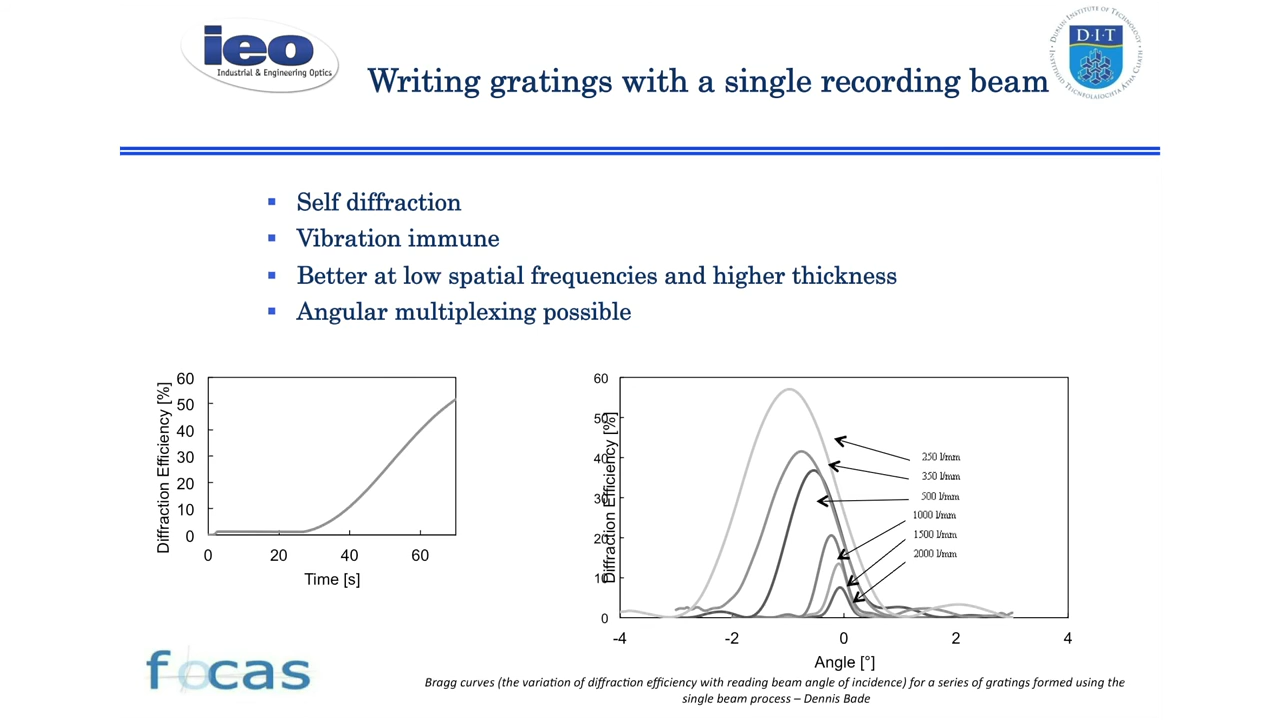 ieo
Industrial & Engineering Optics
Writing gratings with a single recording beam
DUBLIN INSTITUTE OF TECHNOLOGY
D·I·T
INSTITIÚID TEICNEOLAÍOCHTA ÁTHA CLIATH
Self diffraction
Vibration immune
Better at low spatial frequencies and higher thickness
Angular multiplexing possible
Diffraction Efficiency [%]
60
50
40
30
20
10
0
0 20 40 60
Time [s]
Diffraction Efficiency [%]
60
50
40
30
20
10
0
250 l/mm
350 l/mm
500 l/mm
1000 l/mm
1500 l/mm
2000 l/mm
-4 -2 0 2 4
Angle [°]
focas
Bragg curves (the variation of diffraction efficiency with reading beam angle of incidence) for a series of gratings formed using the
single beam process – Dennis Bade